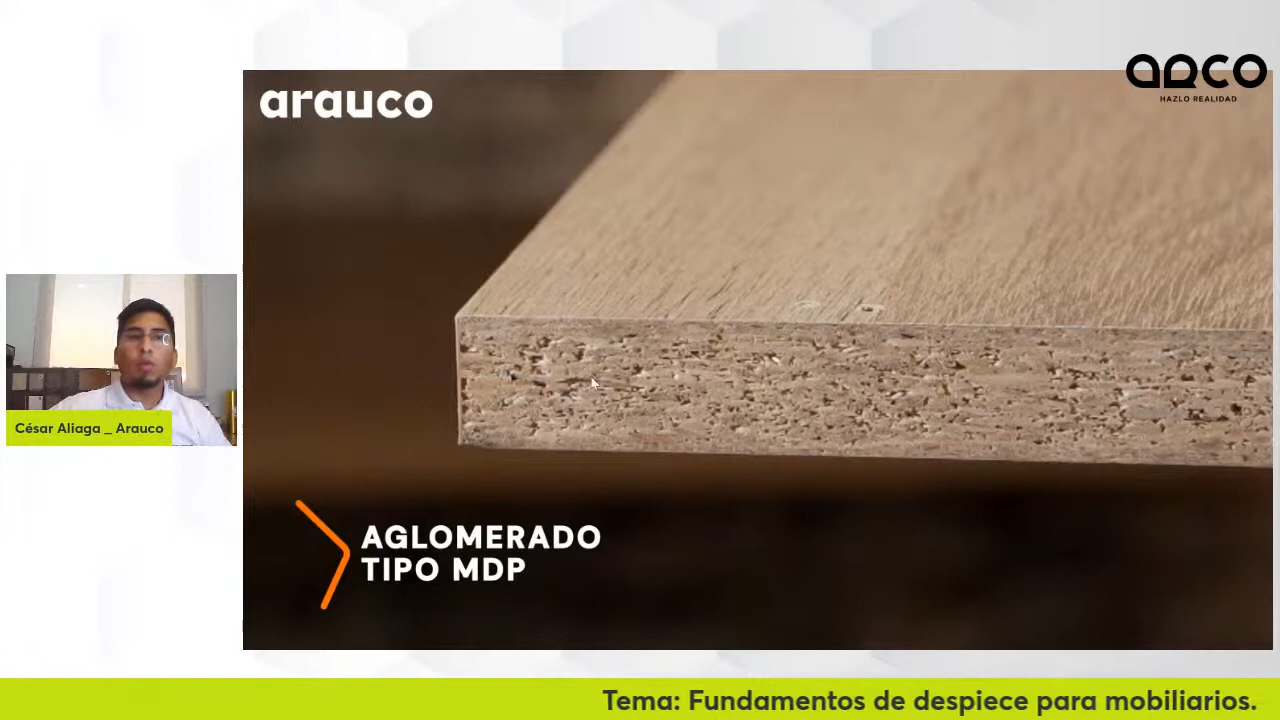 arauco
arco
HAZLO REALIDAD
César Aliaga _ Arauco
AGLOMERADO
TIPO MDP
Tema: Fundamentos de despiece para mobiliarios.